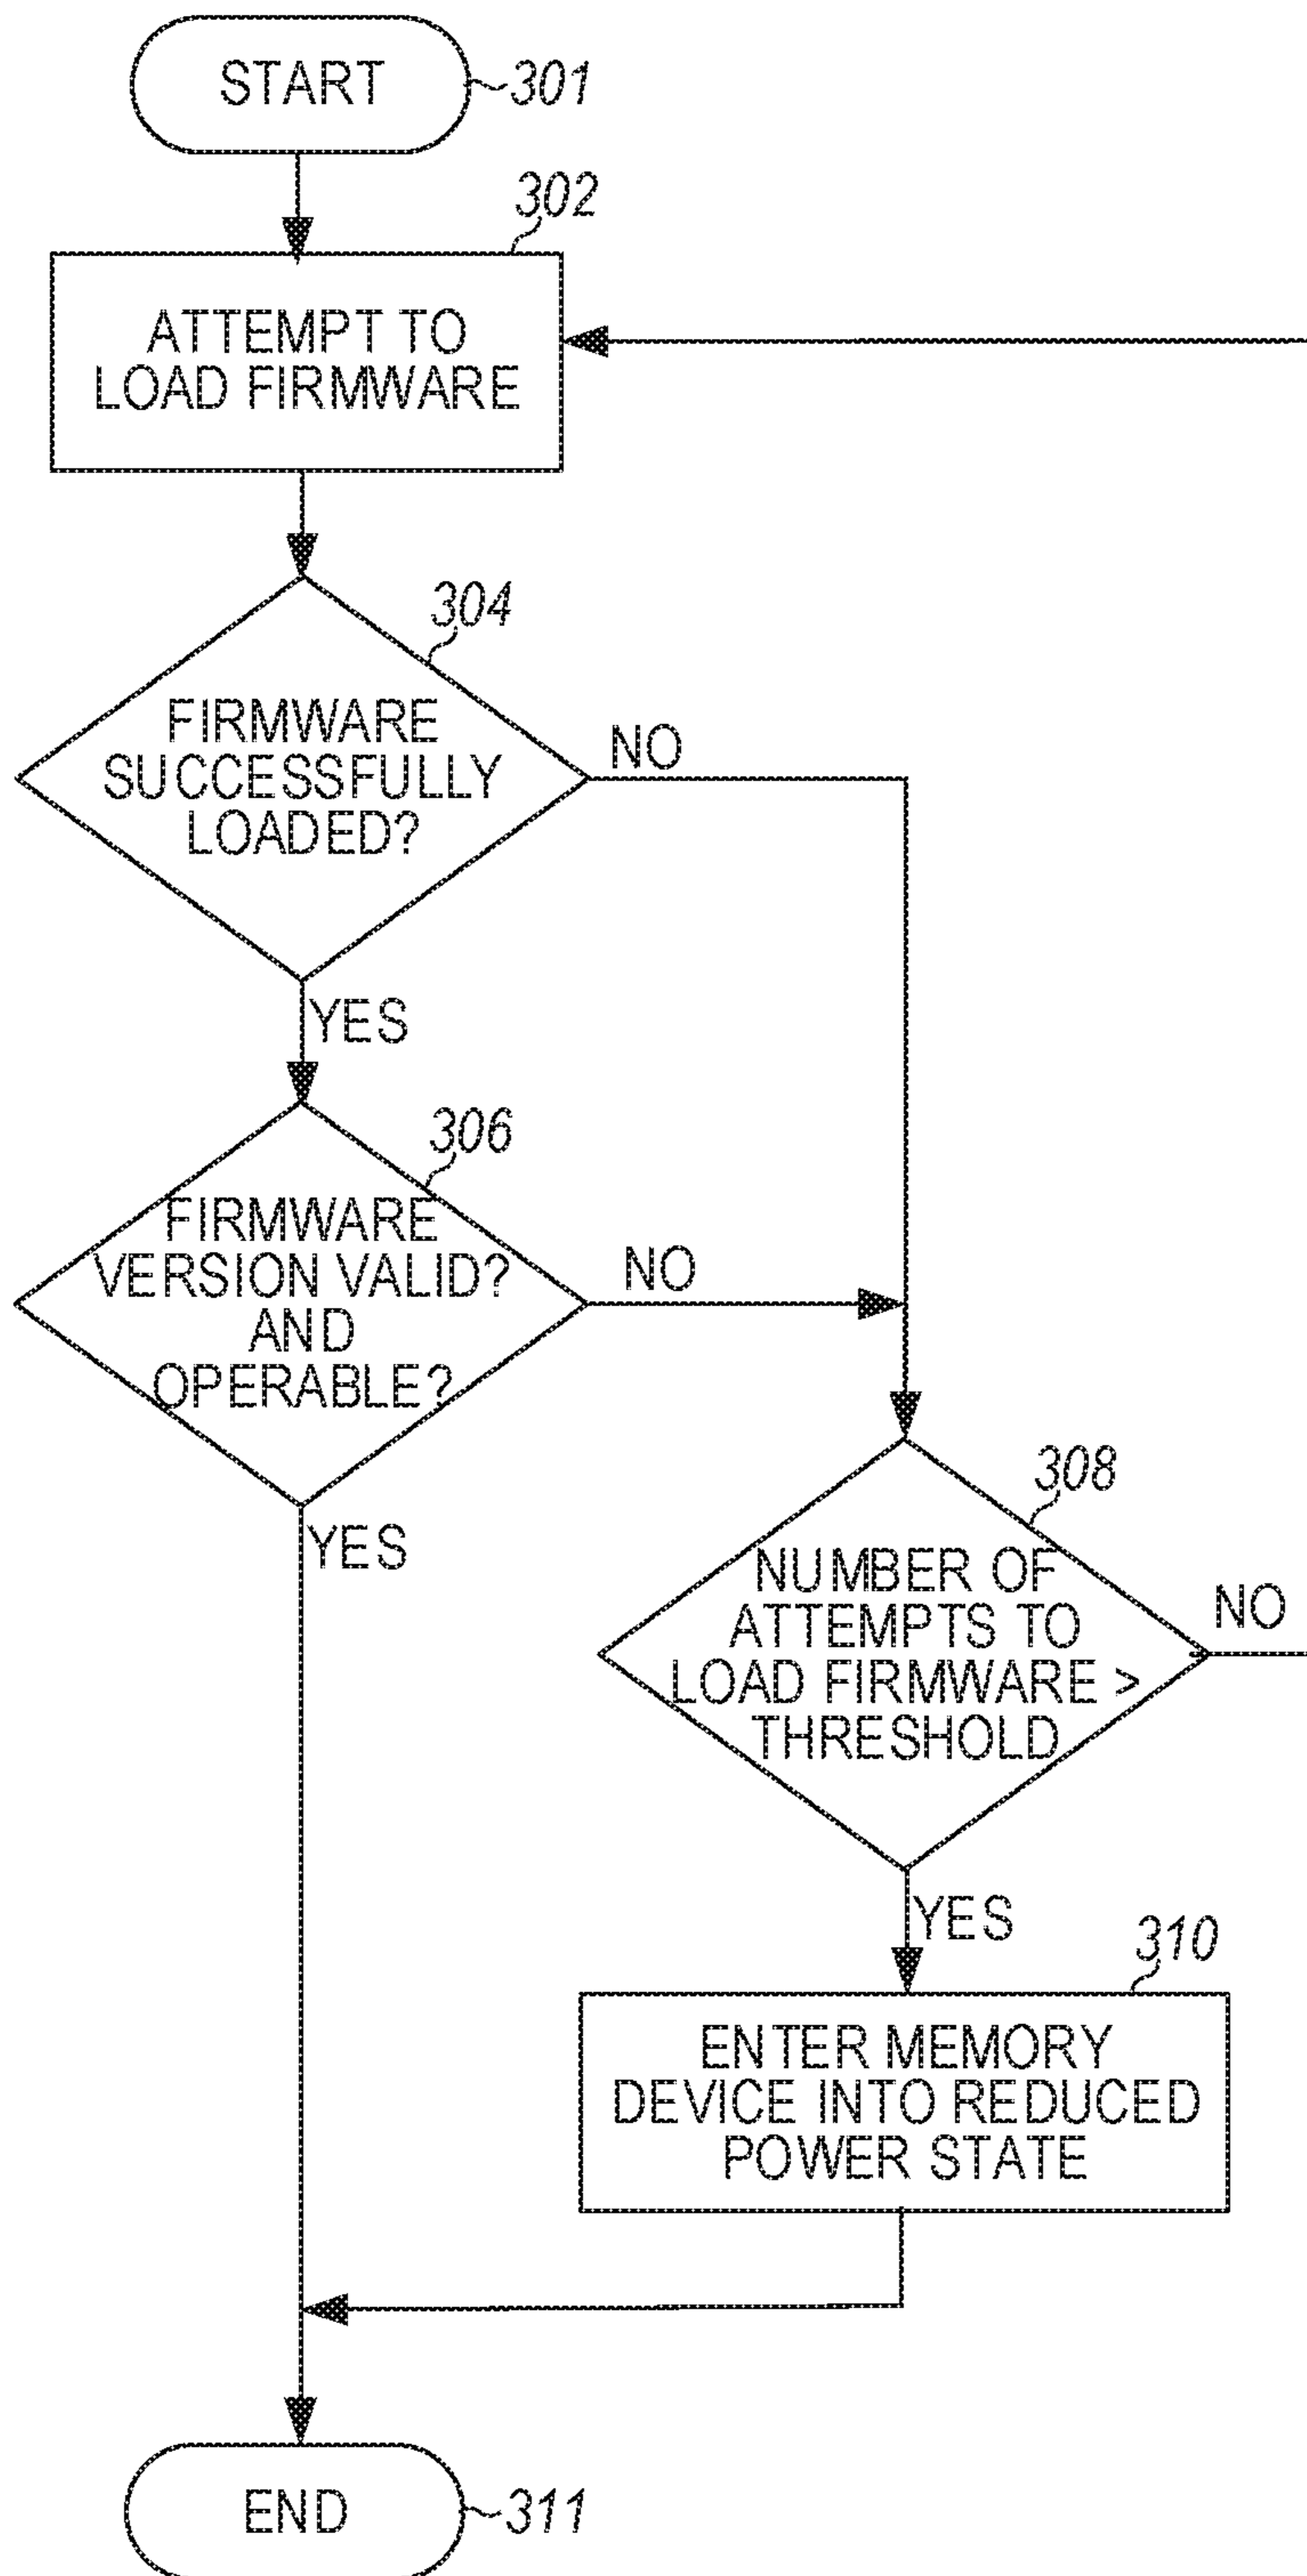 START
301
302
ATTEMPT TO
LOAD FIRMWARE
304
FIRMWARE
SUCCESSFULLY
LOADED?
NO
YES
306
FIRMWARE
VERSION VALID?
AND
OPERABLE?
NO
YES
308
NUMBER OF
ATTEMPTS TO
LOAD FIRMWARE >
THRESHOLD
NO
YES
310
ENTER MEMORY
DEVICE INTO REDUCED
POWER STATE
END
311